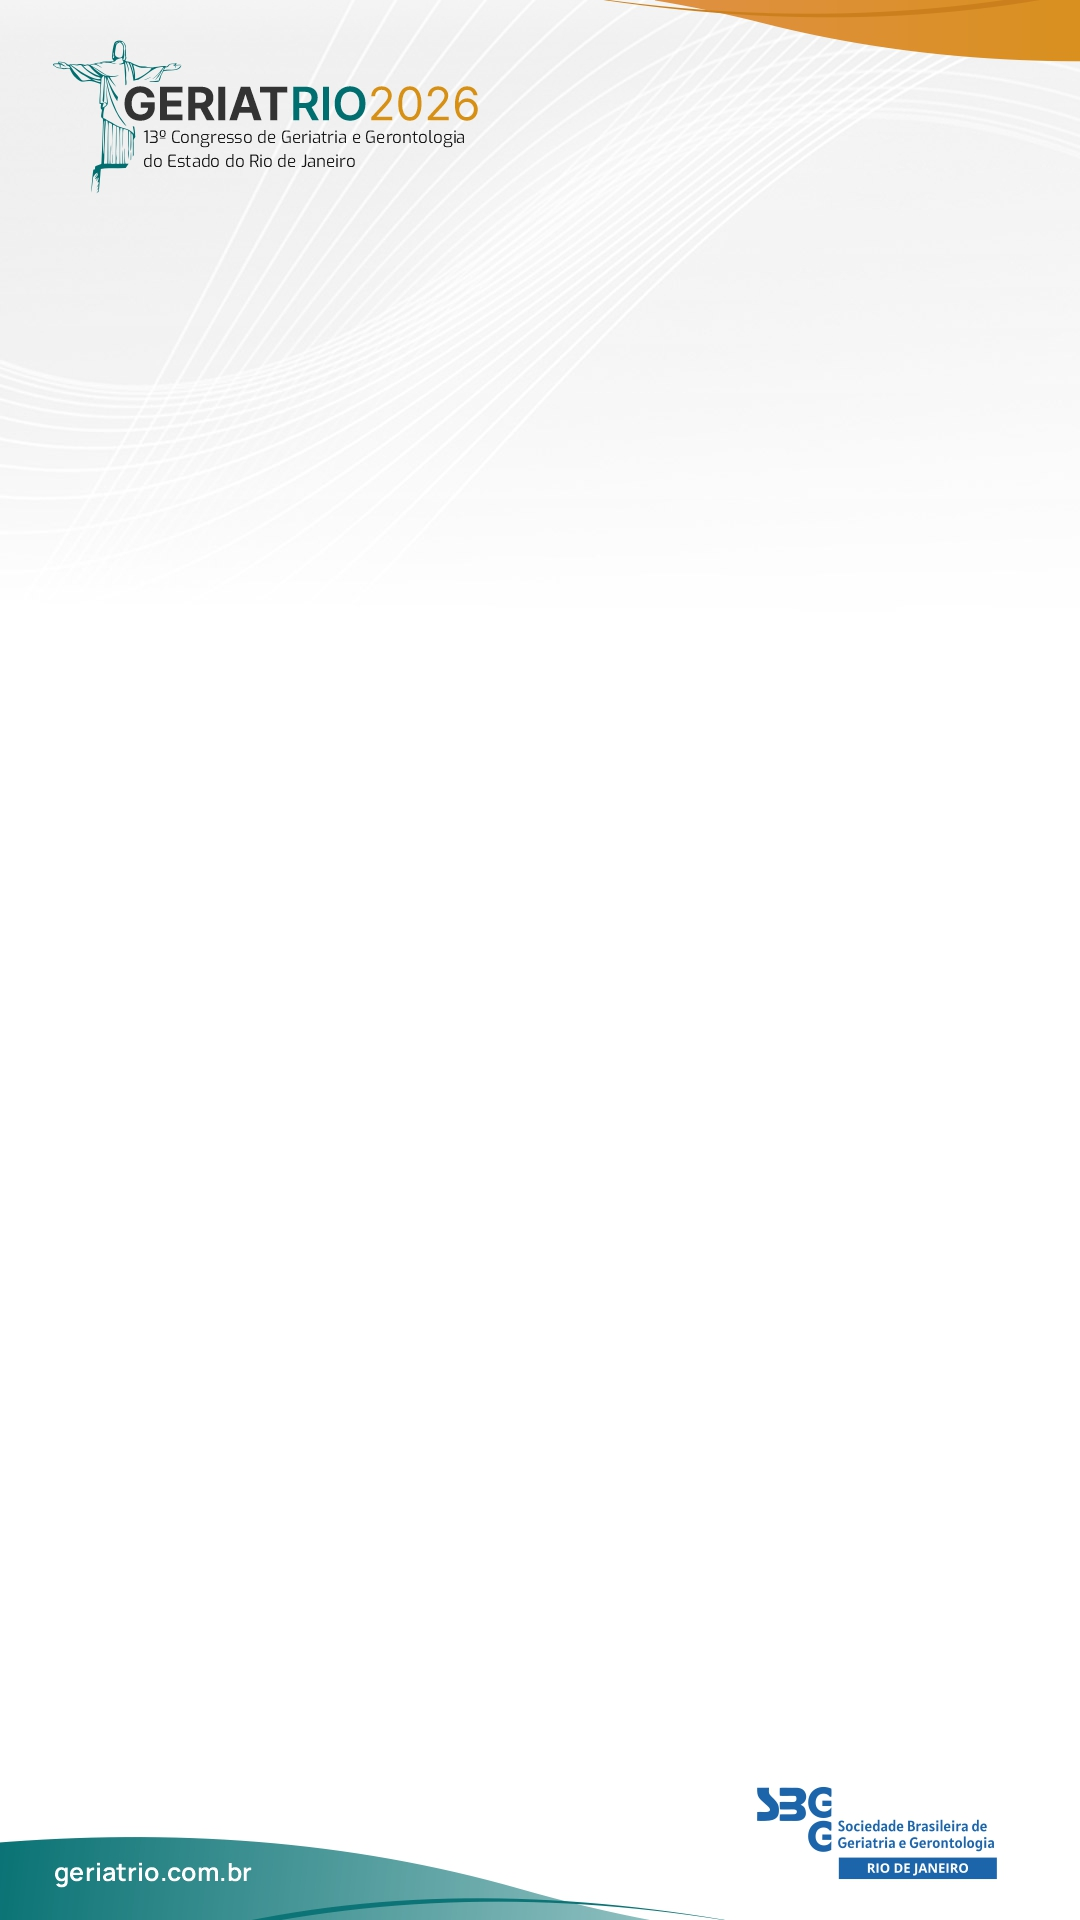 GERIATRIO2026
13º Congresso de Geriatria e Gerontologia
do Estado do Rio de Janeiro
SBG
G
Sociedade Brasileira de
Geriatria e Gerontologia
RIO DE JANEIRO
geriatrio.com.br